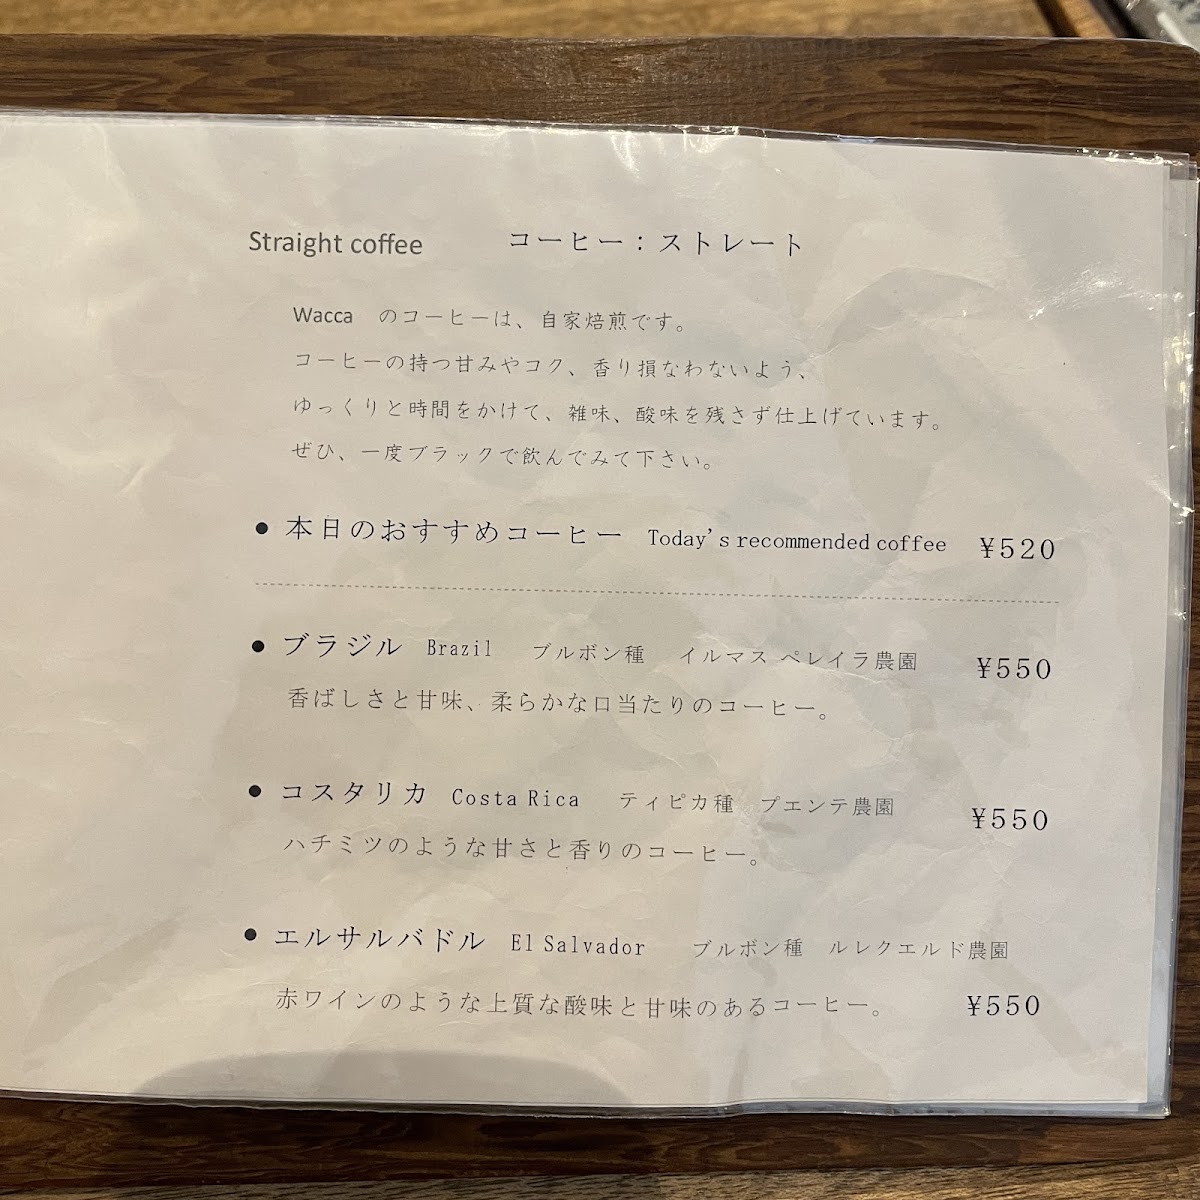 Straight coffee コーヒー：ストレート
Wacca のコーヒーは、自家焙煎です。
コーヒーの持つ甘みやコク、香り損なわないよう、
ゆっくりと時間をかけて、雑味、酸味を残さず仕上げています。
ぜひ、一度ブラックで飲んでみて下さい。
● 本日のおすすめコーヒー Today's recommended coffee ¥520
● ブラジル Brazil ブルボン種 イルマス ペレイラ農園 ¥550
香ばしさと甘味、柔らかな口当たりのコーヒー。
● コスタリカ Costa Rica ティピカ種 プエンテ農園 ¥550
ハチミツのような甘さと香りのコーヒー。
● エルサルバドル El Salvador ブルボン種 ルレクエルド農園
赤ワインのような上質な酸味と甘味のあるコーヒー。 ¥550